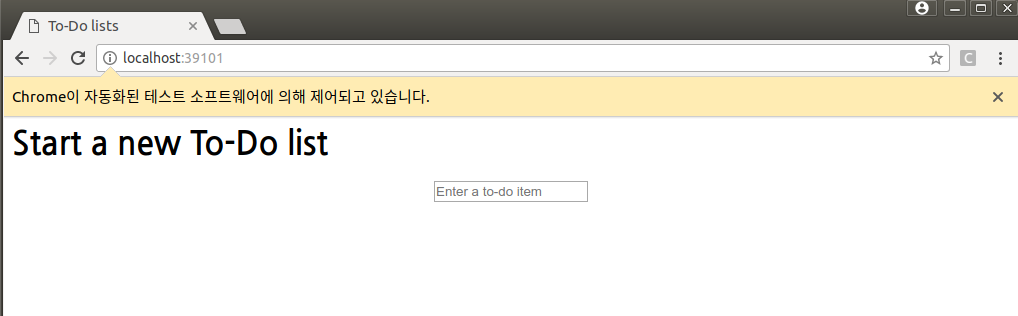 To-Do lists
localhost:39101
C
Chrome이 자동화된 테스트 소프트웨어에 의해 제어되고 있습니다.
Start a new To-Do list
Enter a to-do item